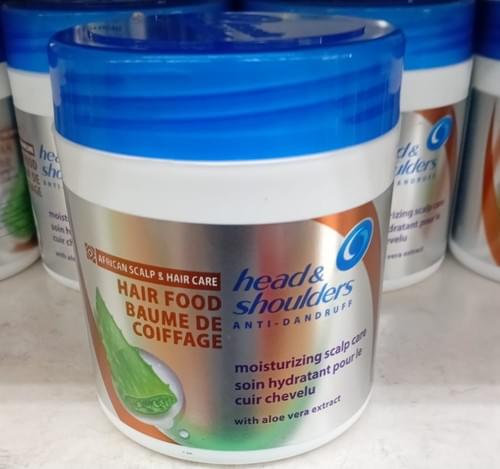 AFRICAN SCALP & HAIR CARE
HAIR FOOD
BAUME DE
COIFFAGE
head &
shoulders
ANTI-DANDRUFF
moisturizing scalp care
soin hydratant pour le
cuir chevelu
with aloe vera extract